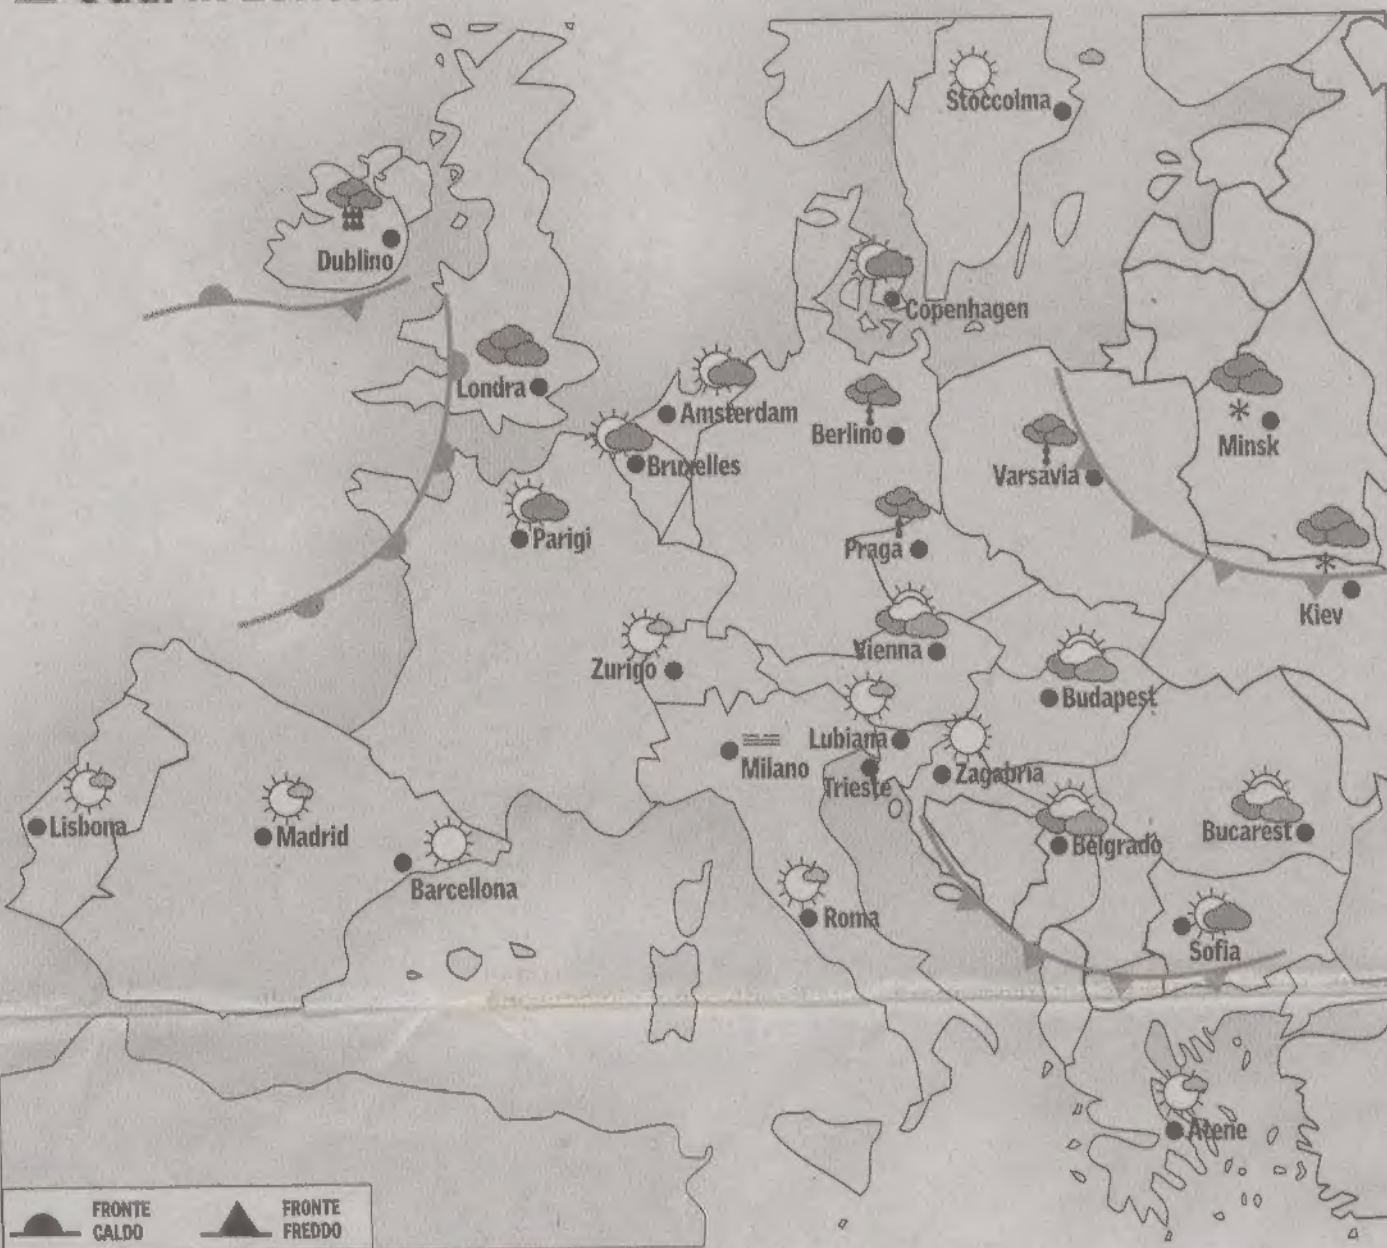 Stoccolma
Dublino
Copenhagen
Londra
Amsterdam
Berlino
Minsk
Bruxelles
Varsavia
Parigi
Praga
Kiev
Vienna
Zurigo
Budapest
Lubiana
Milano
Zagabria
Trieste
Lisbona
Madrid
Bucarest
Belgrado
Barcellona
Roma
Sofia
Atene
FRONTE
CALDO
FRONTE
FREDDO